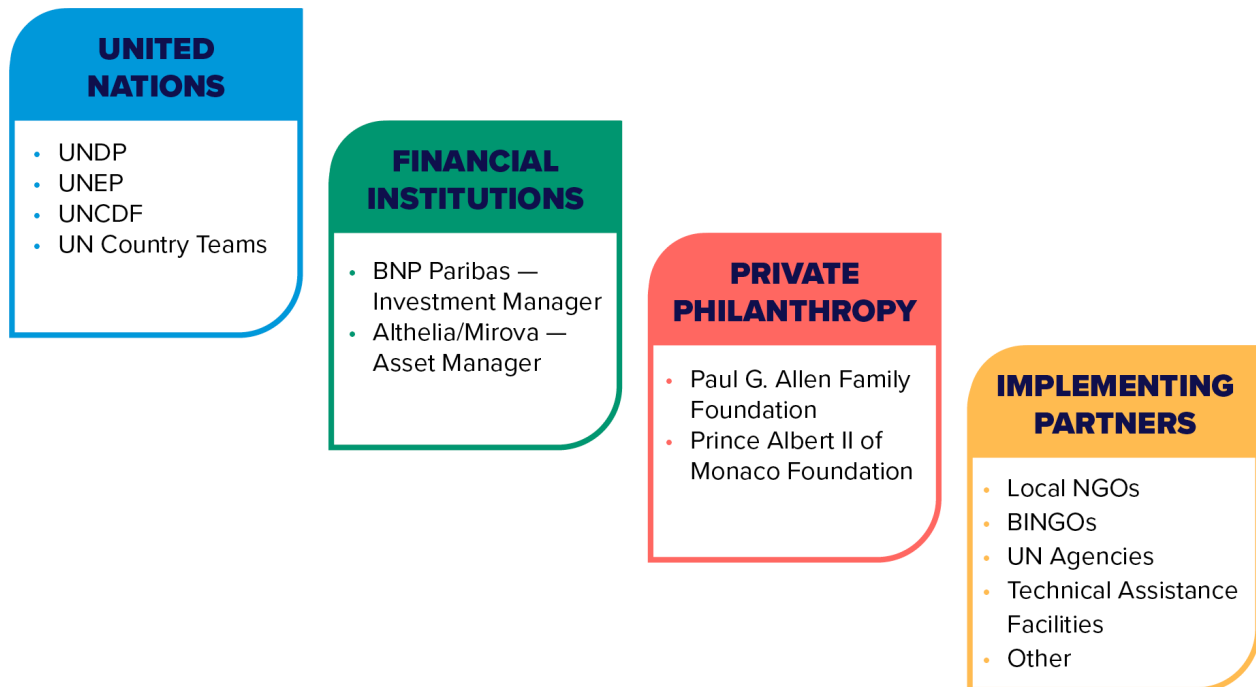 UNITED
NATIONS
• UNDP
• UNEP
• UNCDF
• UN Country Teams
FINANCIAL
INSTITUTIONS
• BNP Paribas —
Investment Manager
• Althelia/Mirova —
Asset Manager
PRIVATE
PHILANTHROPY
• Paul G. Allen Family
Foundation
• Prince Albert II of
Monaco Foundation
IMPLEMENTING
PARTNERS
• Local NGOs
• BINGOs
• UN Agencies
• Technical Assistance
Facilities
• Other